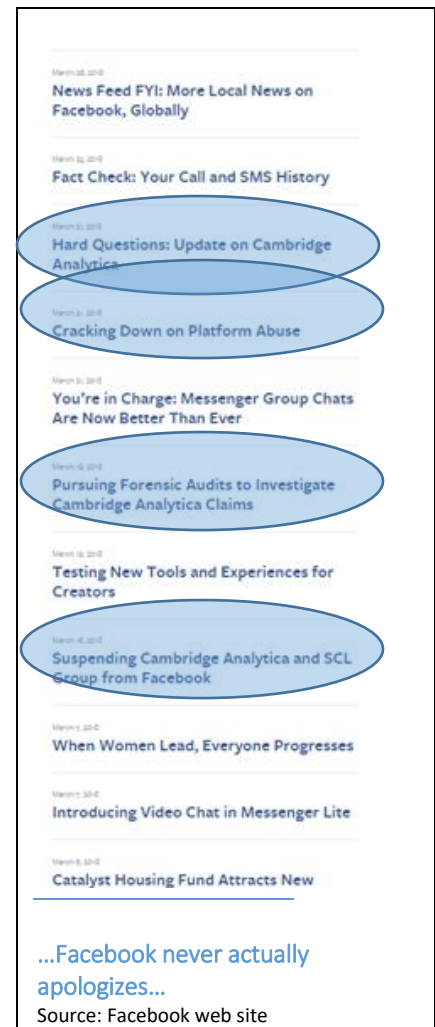 News Feed FYI: More Local News on
Facebook, Globally
Fact Check: Your Call and SMS History
Hard Questions: Update on Cambridge
Analytica
Cracking Down on Platform Abuse
You're in Charge: Messenger Group Chats
Are Now Better Than Ever
Pursuing Forensic Audits to Investigate
Cambridge Analytica Claims
Testing New Tools and Experiences for
Creators
Suspending Cambridge Analytica and SCL
Group from Facebook
When Women Lead, Everyone Progresses
Introducing Video Chat in Messenger Lite
Catalyst Housing Fund Attracts New
...Facebook never actually
apologizes...
Source: Facebook web site